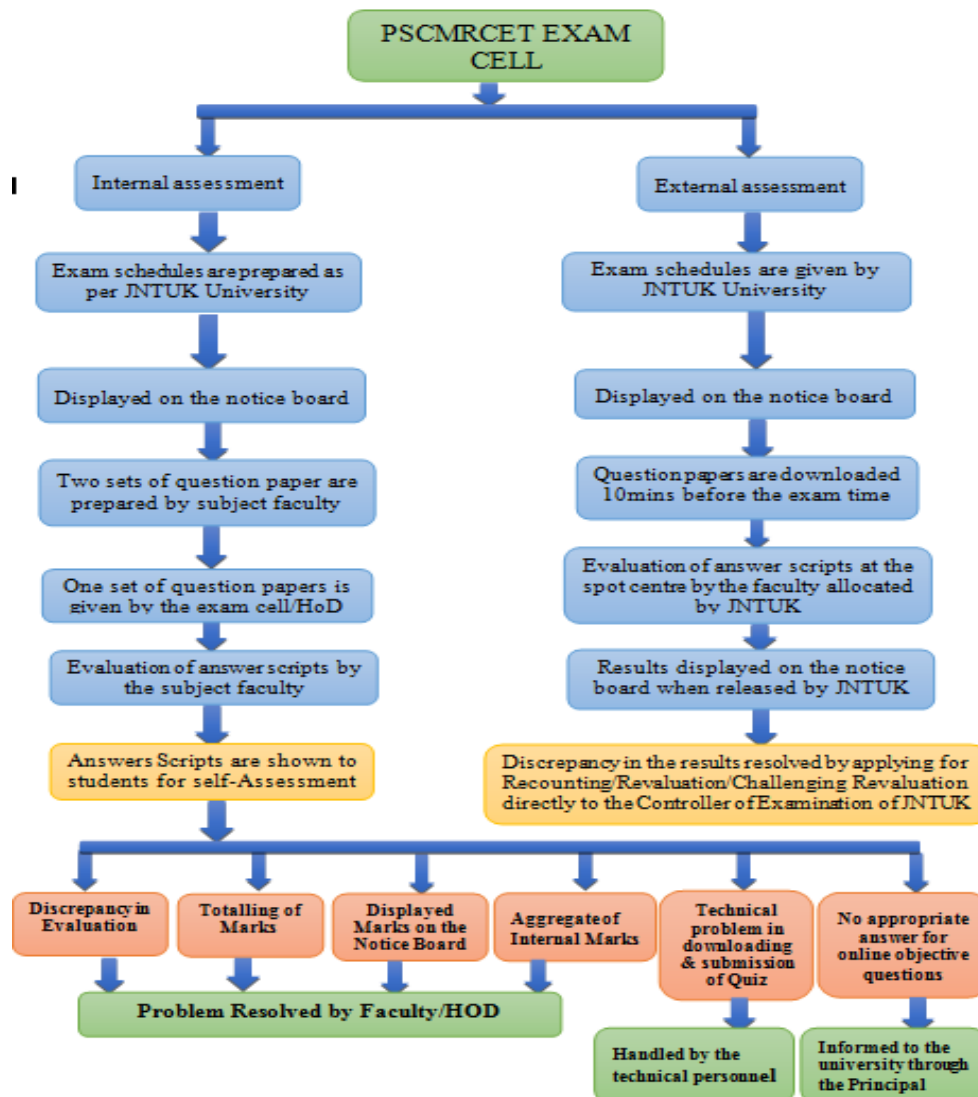 PSCMRCET EXAM
CELL
Internal assessment
Exam schedules are prepared as
per JNTUK University
Displayed on the notice board
Two sets of question paper are
prepared by subject faculty
One set of question papers is
given by the exam cell/HoD
Evaluation of answer scripts by
the subject faculty
Answers Scripts are shown to
students for self-Assessment
External assessment
Exam schedules are given by
JNTUK University
Displayed on the notice board
Question papers are downloaded
10mins before the exam time
Evaluation of answer scripts at the
spot centre by the faculty allocated
by JNTUK
Results displayed on the notice
board when released by JNTUK
Discrepancy in the results resolved by applying for
Recounting/Revaluation/Challenging Revaluation
directly to the Controller of Examination of JNTUK
Discrepancy in
Evaluation
Totalling of
Marks
Displayed
Marks on the
Notice Board
Aggregate of
Internal Marks
Technical
problem in
downloading
& submission
of Quiz
No appropriate
answer for
online objective
questions
Problem Resolved by Faculty/HOD
Handled by the
technical personnel
Informed to the
university through
the Principal